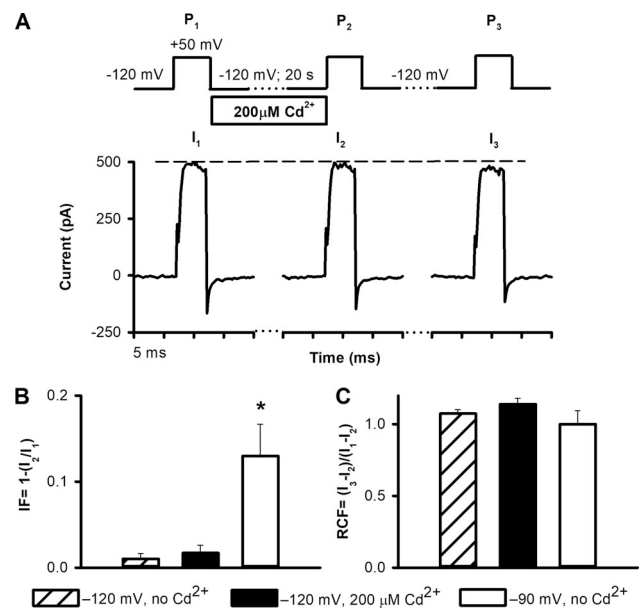 A
P1 P2 P3
+50 mV
-120 mV -120 mV; 20 s -120 mV
200µM Cd2+
I1 I2 I3
500
250
0
-250
Current (pA)
5 ms
Time (ms)
B
0.2
0.1
0.0
IF= 1-(I2/I1)
*
C
1.0
0.5
0.0
RCF= (I3-I2)/(I1-I2)
–120 mV, no Cd2+ –120 mV, 200 µM Cd2+ –90 mV, no Cd2+